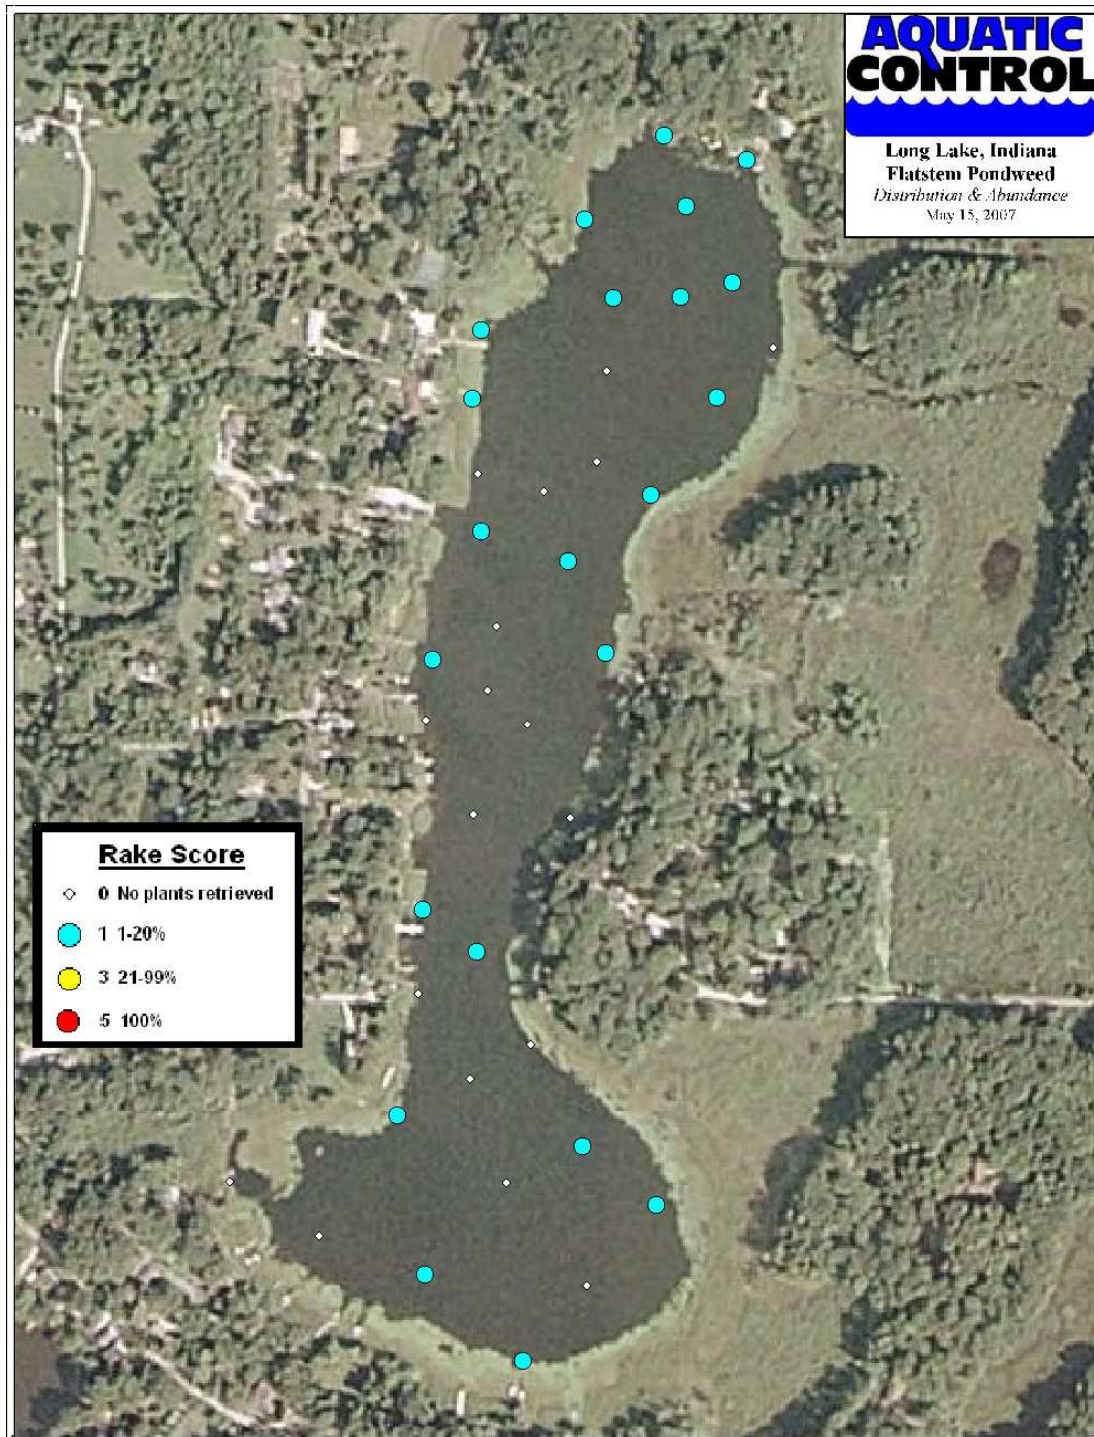 AQUATIC
CONTROL
Long Lake, Indiana
Flatstem Pondweed
Distribution & Abundance
May 15, 2007
Rake Score
0 No plants retrieved
1 1-20%
3 21-99%
5 100%